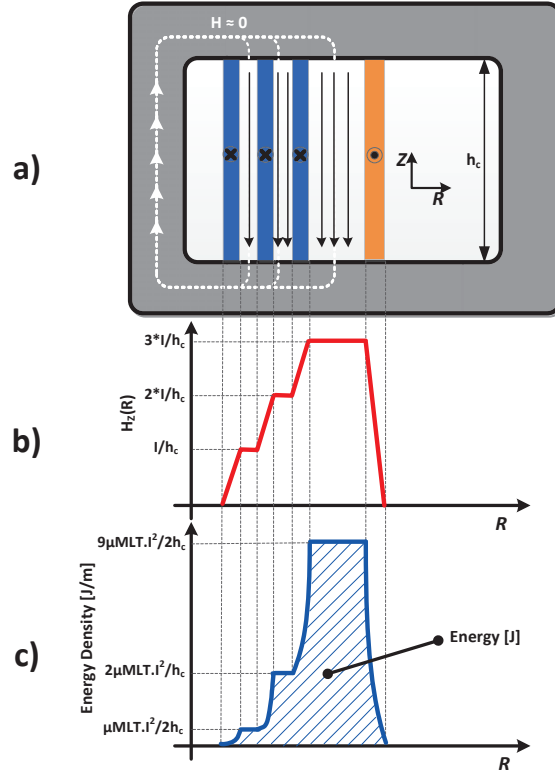 a)
H ≈ 0
Z
R
h_c
b)
H_Z(R)
3*I/h_c
2*I/h_c
I/h_c
R
c)
Energy Density [J/m]
9μMLT.I²/2h_c
2μMLT.I²/h_c
μMLT.I²/2h_c
Energy [J]
R